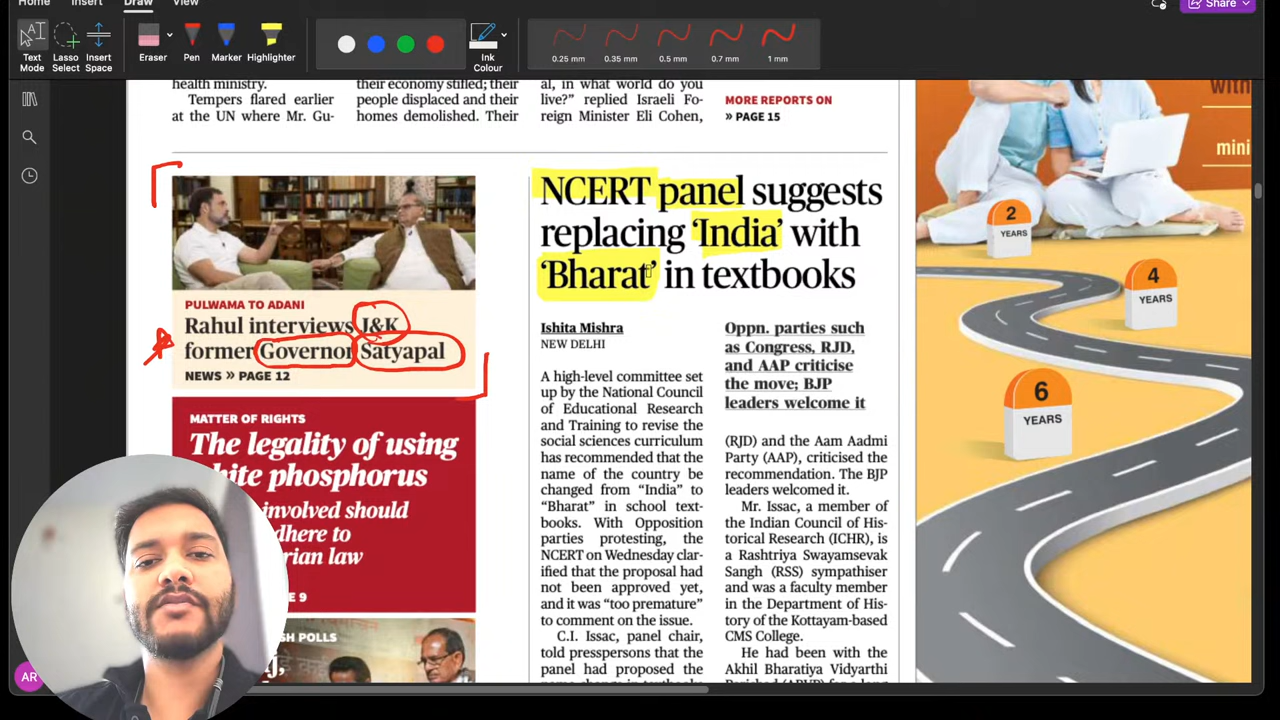 Home Insert Draw View
Share
Text Mode
Lasso Select
Insert Space
Eraser
Pen
Marker
Highlighter
Ink Colour
0.25 mm
0.35 mm
0.5 mm
0.7 mm
1 mm
health ministry.
Tempers flared earlier
at the UN where Mr. Gu-
their economy stifled; their
people displaced and their
homes demolished. Their
al, in what world do you
live?” replied Israeli Fo-
reign Minister Eli Cohen,
MORE REPORTS ON
» PAGE 15
PULWAMA TO ADANI
Rahul interviews J&K
former Governor Satyapal
NEWS » PAGE 12
MATTER OF RIGHTS
The legality of using
white phosphorus
involved should
dhere to
rian law
E 9
SH POLLS
NCERT panel suggests
replacing ‘India’ with
‘Bharat’ in textbooks
Ishita Mishra
NEW DELHI
A high-level committee set
up by the National Council
of Educational Research
and Training to revise the
social sciences curriculum
has recommended that the
name of the country be
changed from “India” to
“Bharat” in school text-
books. With Opposition
parties protesting, the
NCERT on Wednesday clar-
ified that the proposal had
not been approved yet,
and it was “too premature”
to comment on the issue.
C.I. Issac, panel chair,
told presspersons that the
panel had proposed the
Oppn. parties such
as Congress, RJD,
and AAP criticise
the move; BJP
leaders welcome it
(RJD) and the Aam Aadmi
Party (AAP), criticised the
recommendation. The BJP
leaders welcomed it.
Mr. Issac, a member of
the Indian Council of His-
torical Research (ICHR), is
a Rashtriya Swayamsevak
Sangh (RSS) sympathiser
and was a faculty member
in the Department of His-
tory of the Kottayam-based
CMS College.
He had been with the
Akhil Bharatiya Vidyarthi
with
mini
2
YEARS
4
YEARS
6
YEARS
AR